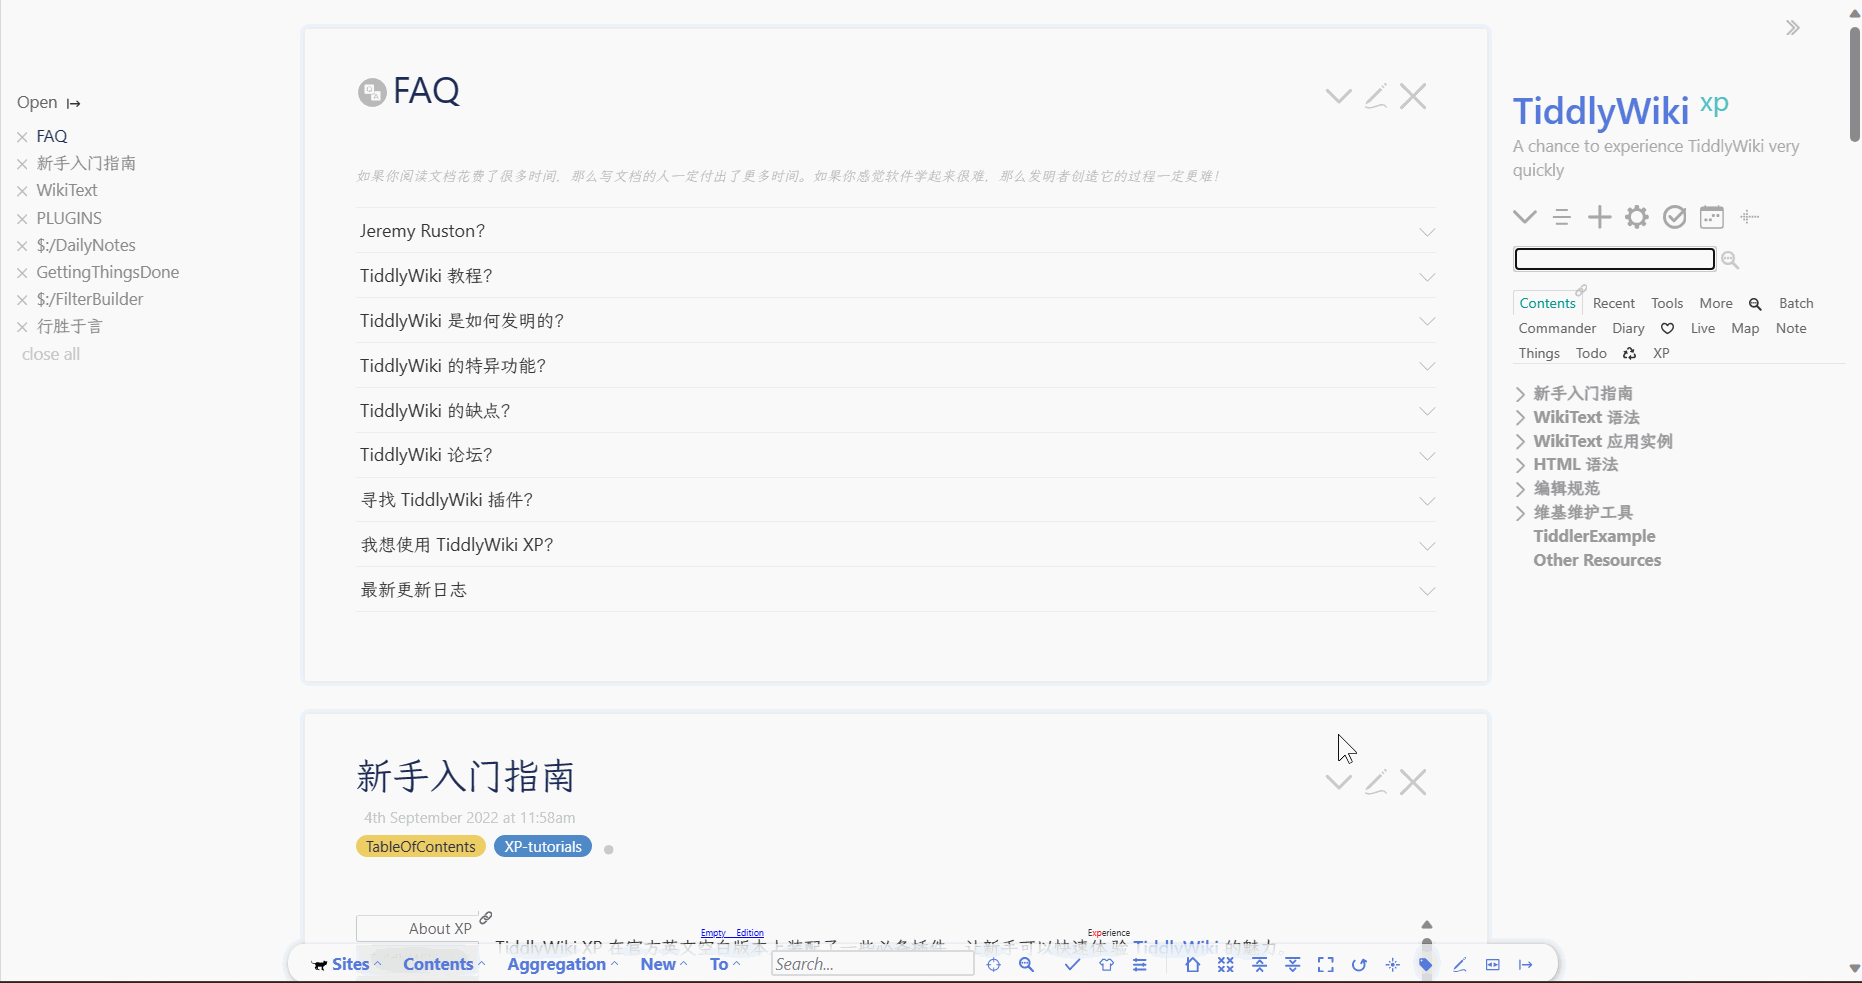 Open
FAQ
新手入门指南
WikiText
PLUGINS
$:/DailyNotes
GettingThingsDone
$:/FilterBuilder
行胜于言
close all
FAQ
如果你阅读文档花费了很多时间，那么写文档的人一定付出了更多时间。如果你感觉软件学起来很难，那么发明者创造它的过程一定更难！
Jeremy Ruston?
TiddlyWiki 教程?
TiddlyWiki 是如何发明的?
TiddlyWiki 的特异功能?
TiddlyWiki 的缺点?
TiddlyWiki 论坛?
寻找 TiddlyWiki 插件?
我想使用 TiddlyWiki XP?
最新更新日志
新手入门指南
4th September 2022 at 11:58am
TableOfContents XP-tutorials
About XP
Empty Edition Experience
TiddlyWiki XP 在官方英文空白版本上装配了一些必备插件，让新手可以快速体验 TiddlyWiki 的魅力。
TiddlyWiki xp
A chance to experience TiddlyWiki very
quickly
Contents Recent Tools More Batch
Commander Diary Live Map Note
Things Todo XP
新手入门指南
WikiText 语法
WikiText 应用实例
HTML 语法
编辑规范
维基维护工具
TiddlerExample
Other Resources
Sites Contents Aggregation New To Search...